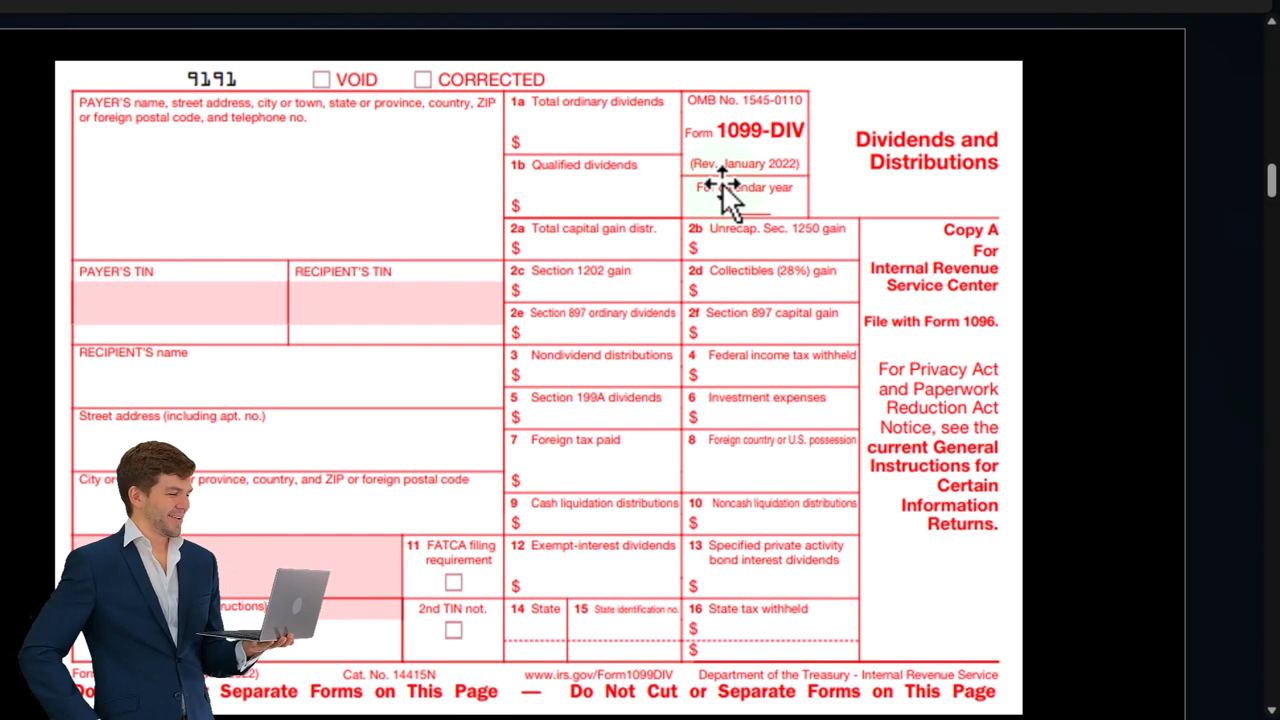 9191 VOID CORRECTED
PAYER'S name, street address, city or town, state or province, country, ZIP
or foreign postal code, and telephone no.
1a Total ordinary dividends
$
1b Qualified dividends
$
OMB No. 1545-0110
Form 1099-DIV
(Rev. January 2022)
Dividends and
Distributions
2a Total capital gain distr.
$
2b Unrecap. Sec. 1250 gain
$
Copy A
For
Internal Revenue
Service Center
File with Form 1096.
For Privacy Act
and Paperwork
Reduction Act
Notice, see the
current General
Instructions for
Certain
Information
Returns.
PAYER'S TIN
RECIPIENT'S TIN
2c Section 1202 gain
$
2d Collectibles (28%) gain
$
2e Section 897 ordinary dividends
$
2f Section 897 capital gain
$
RECIPIENT'S name
3 Nondividend distributions
$
4 Federal income tax withheld
$
5 Section 199A dividends
$
6 Investment expenses
$
Street address (including apt. no.)
7 Foreign tax paid
$
8 Foreign country or U.S. possession
City or province, country, and ZIP or foreign postal code
9 Cash liquidation distributions
$
10 Noncash liquidation distributions
$
11 FATCA filing
requirement
12 Exempt-interest dividends
$
13 Specified private activity
bond interest dividends
$
2nd TIN not.
14 State
15 State identification no.
16 State tax withheld
$
$
Cat. No. 14415N www.irs.gov/Form1099DIV Department of the Treasury - Internal Revenue Service
Separate Forms on This Page — Do Not Cut or Separate Forms on This Page